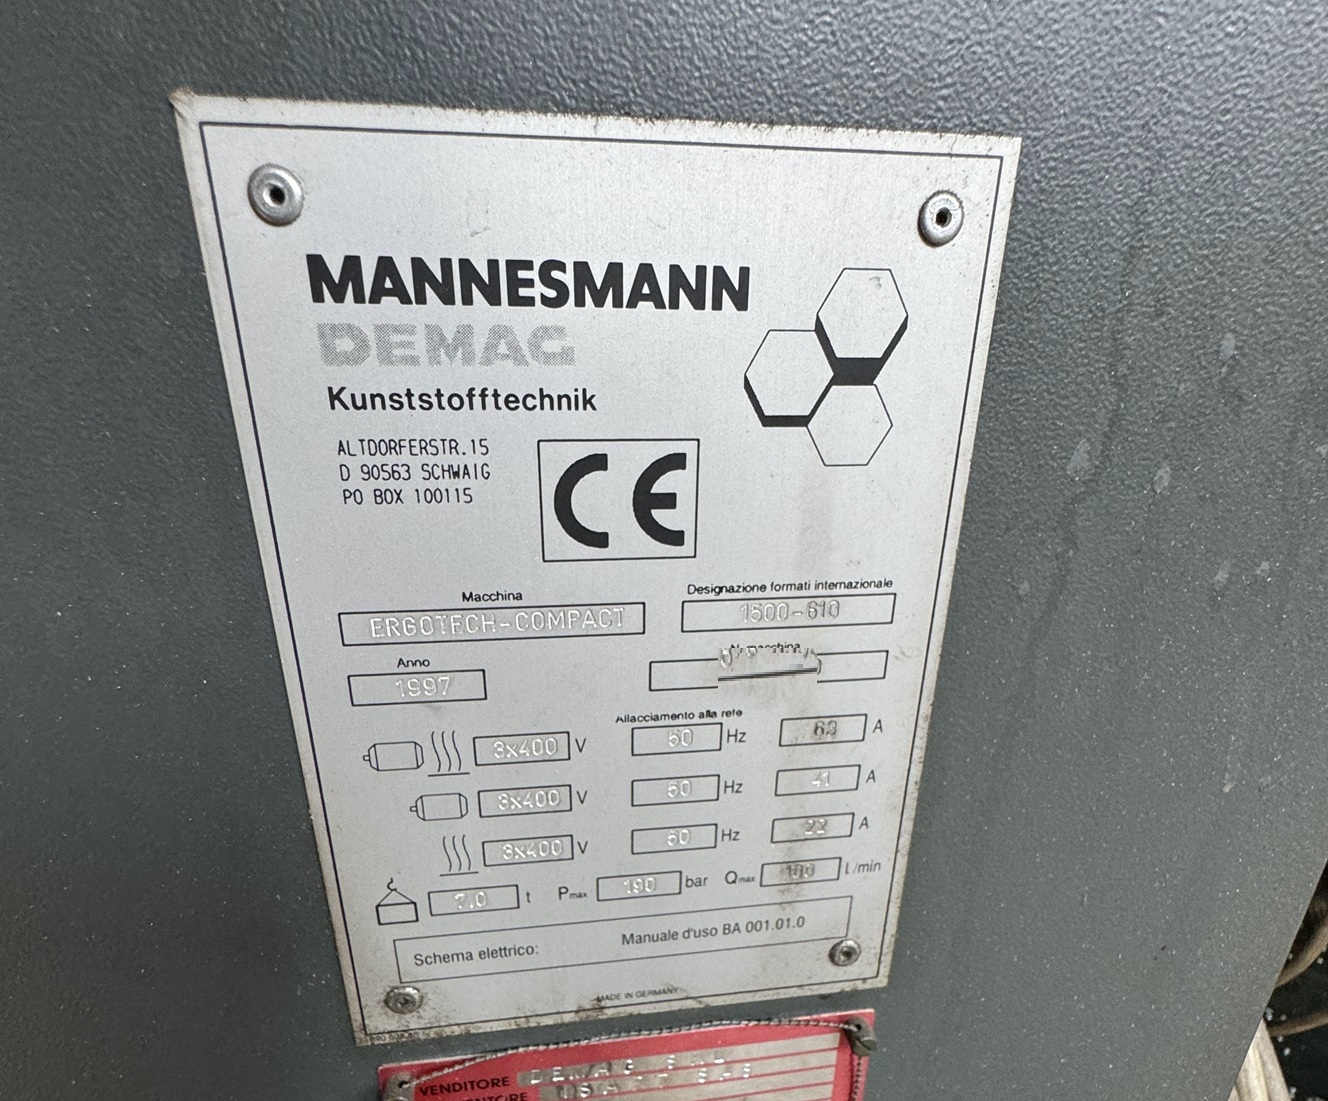 MANNESMANN
DEMAG
Kunststofftechnik
ALTDORFERSTR.15
D 90563 SCHWAIG
PO BOX 100115
CE
Macchina
Designazione formati internazionale
ERGOTECH-COMPACT
1500-610
Anno
macchina
1997
Allacciamento alla rete
3x400 V 50 Hz 63 A
3x400 V 50 Hz 41 A
3x400 V 50 Hz 22 A
7.0 t Pmax 190 bar Qmax l/min
Schema elettrico: Manuale d'uso BA 001.01.0
MADE IN GERMANY
VENDITORE DEMAG